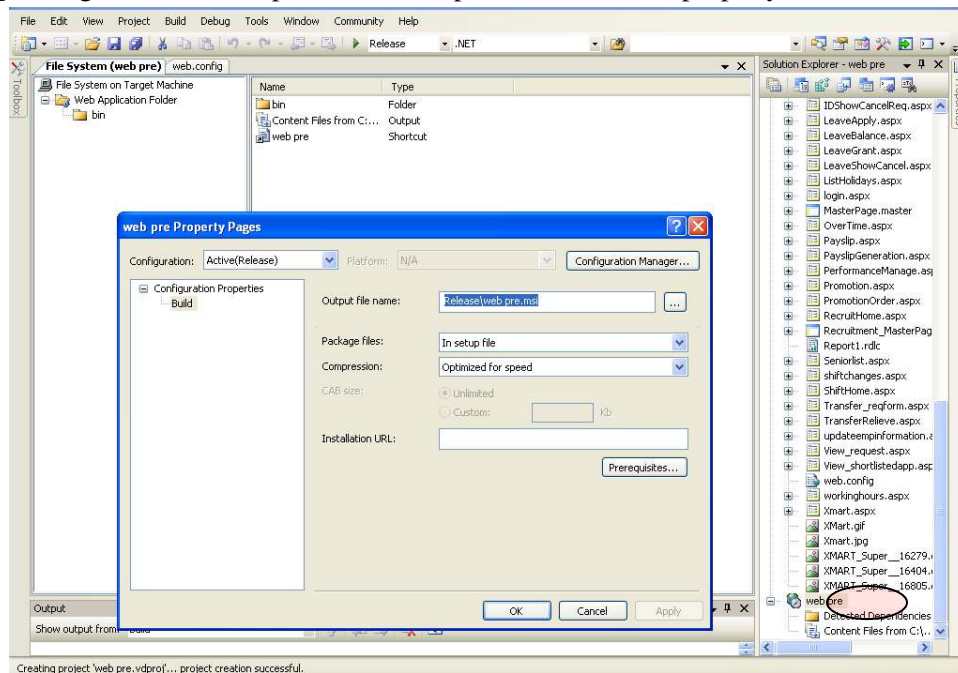 File Edit View Project Build Debug Tools Window Community Help
Release .NET
File System (web pre) web.config
Solution Explorer - web pre
Toolbox
File System on Target Machine
Web Application Folder
bin
Name Type
bin Folder
Content Files from C:... Output
web pre Shortcut
IDShowCancelReq.aspx
LeaveApply.aspx
LeaveBalance.aspx
LeaveGrant.aspx
LeaveShowCancel.aspx
ListHolidays.aspx
login.aspx
MasterPage.master
OverTime.aspx
Payslip.aspx
PayslipGeneration.aspx
PerformanceManage.asp
Promotion.aspx
PromotionOrder.aspx
RecruitHome.aspx
Recruitment_MasterPag
Report1.rdlc
Seniorlist.aspx
shiftchanges.aspx
ShiftHome.aspx
Transfer_reqform.aspx
TransferRelieve.aspx
updateempinformation.a
View_request.aspx
View_shortlistedapp.asp
web.config
workinghours.aspx
Xmart.aspx
XMart.gif
Xmart.jpg
XMART_Super__16279.
XMART_Super__16404.
XMART_Super__16805.
web pre
Detected Dependencies
Content Files from C:\..
web pre Property Pages
Configuration: Active(Release) Platform: N/A Configuration Manager...
Configuration Properties
Build
Output file name: Release\web pre.msi ...
Package files: In setup file
Compression: Optimized for speed
CAB size: Unlimited
Custom: Kb
Installation URL:
Prerequisites...
OK Cancel Apply
Output
Show output from: Build
Creating project 'web pre.vdproj'... project creation successful.